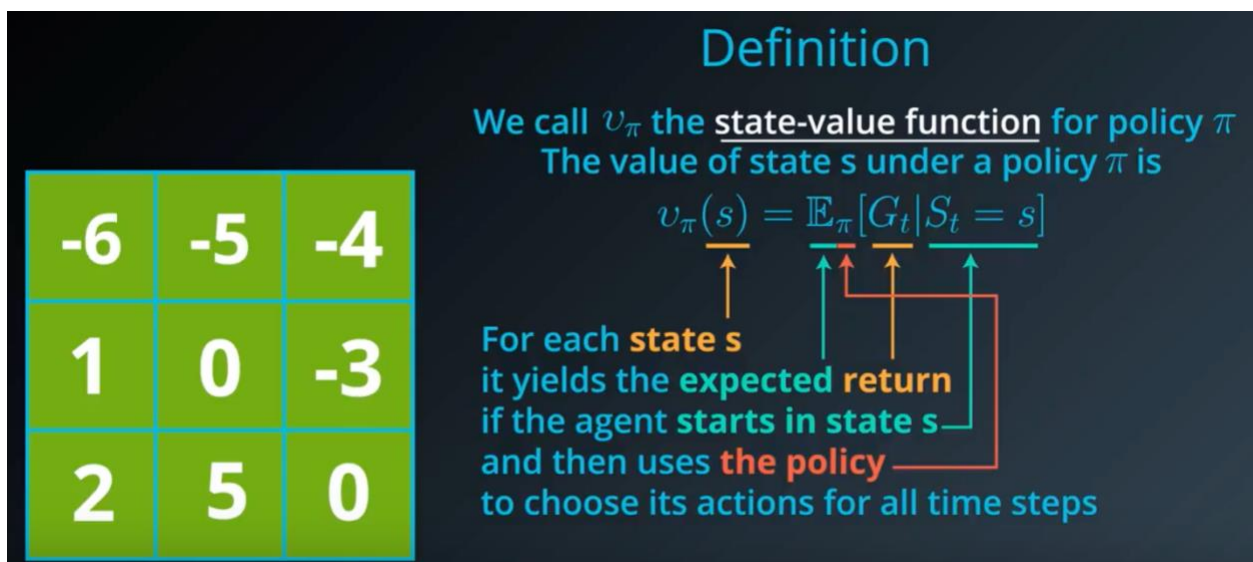 Definition
We call υπ the state-value function for policy π
The value of state s under a policy π is
υπ(s) = 𝔼π[Gt|St = s]
For each state s
it yields the expected return
if the agent starts in state s
and then uses the policy
to choose its actions for all time steps
-6 -5 -4
1 0 -3
2 5 0